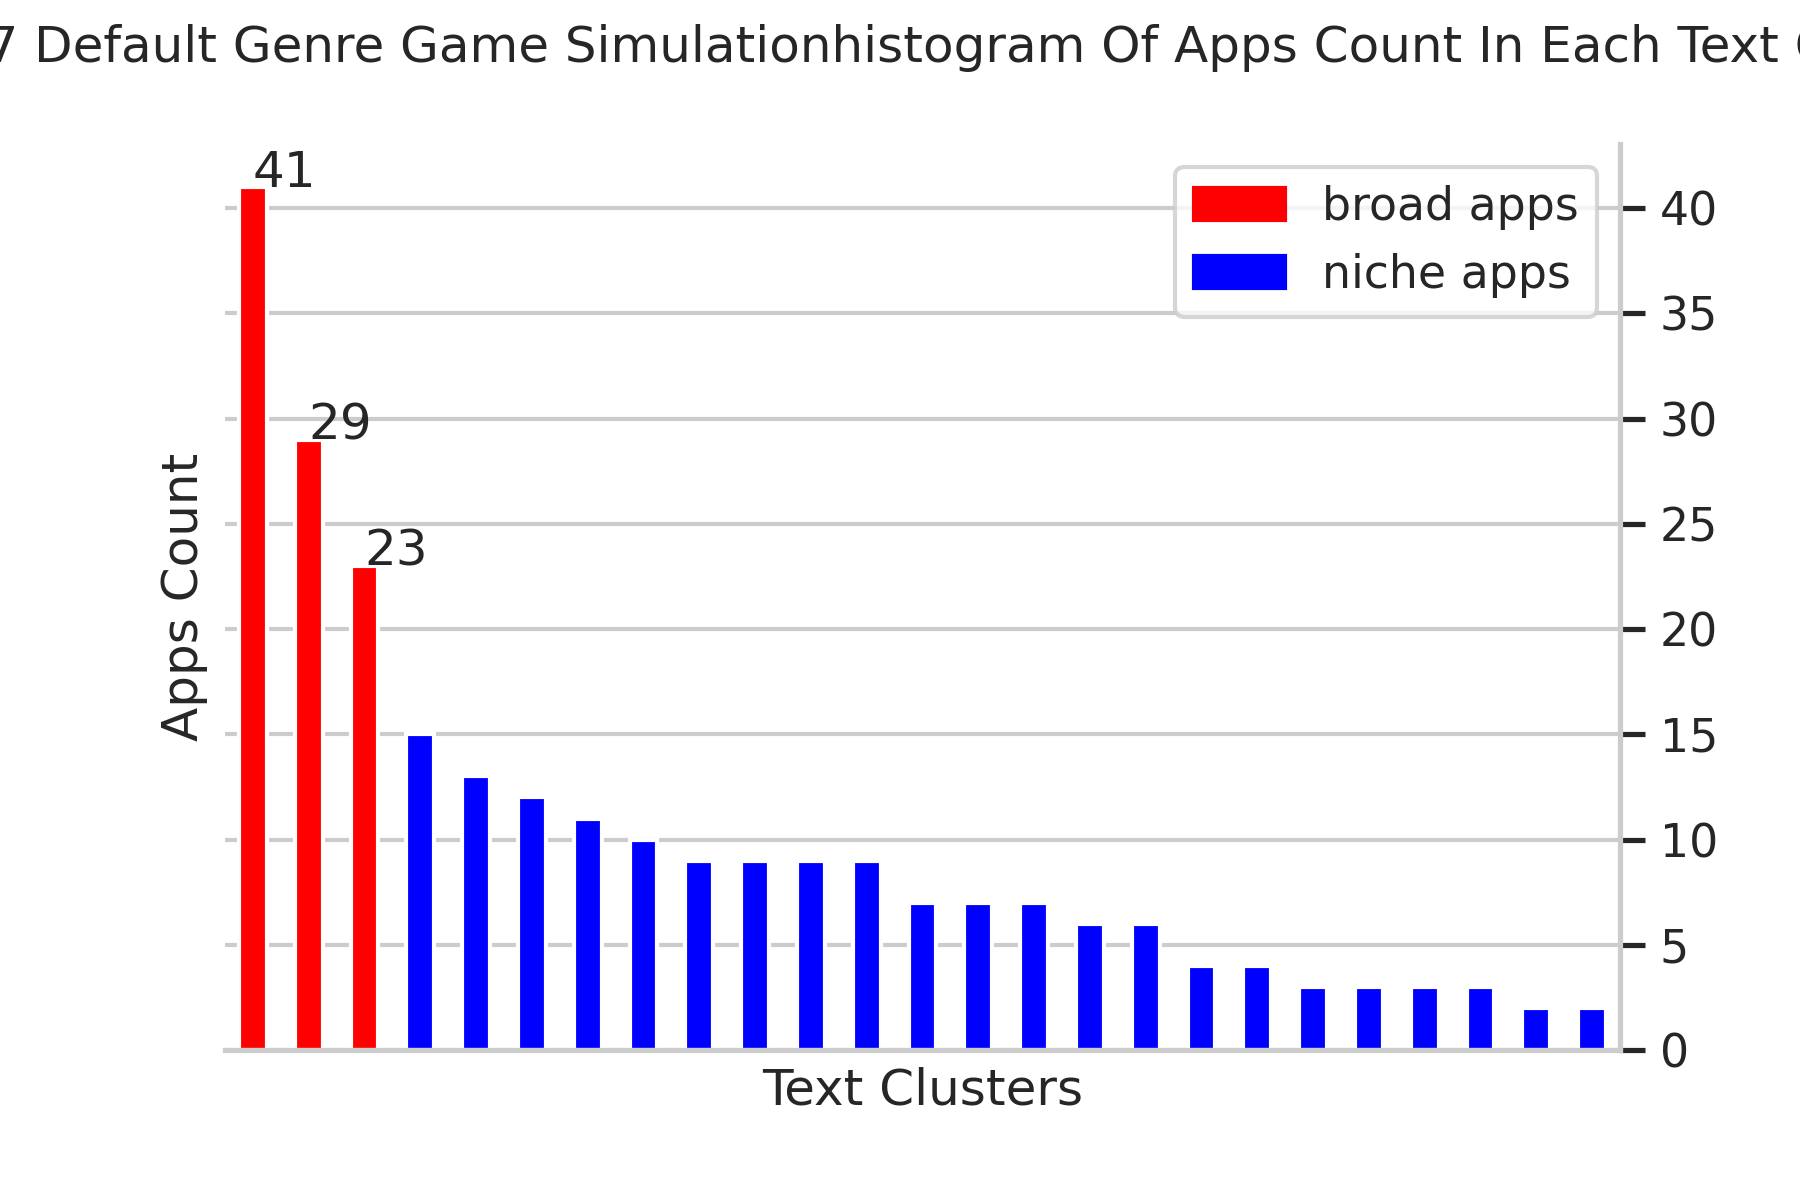 7 Default Genre Game Simulationhistogram Of Apps Count In Each Text
41
29
23
broad apps
niche apps
40
35
30
25
20
15
10
5
0
Apps Count
Text Clusters